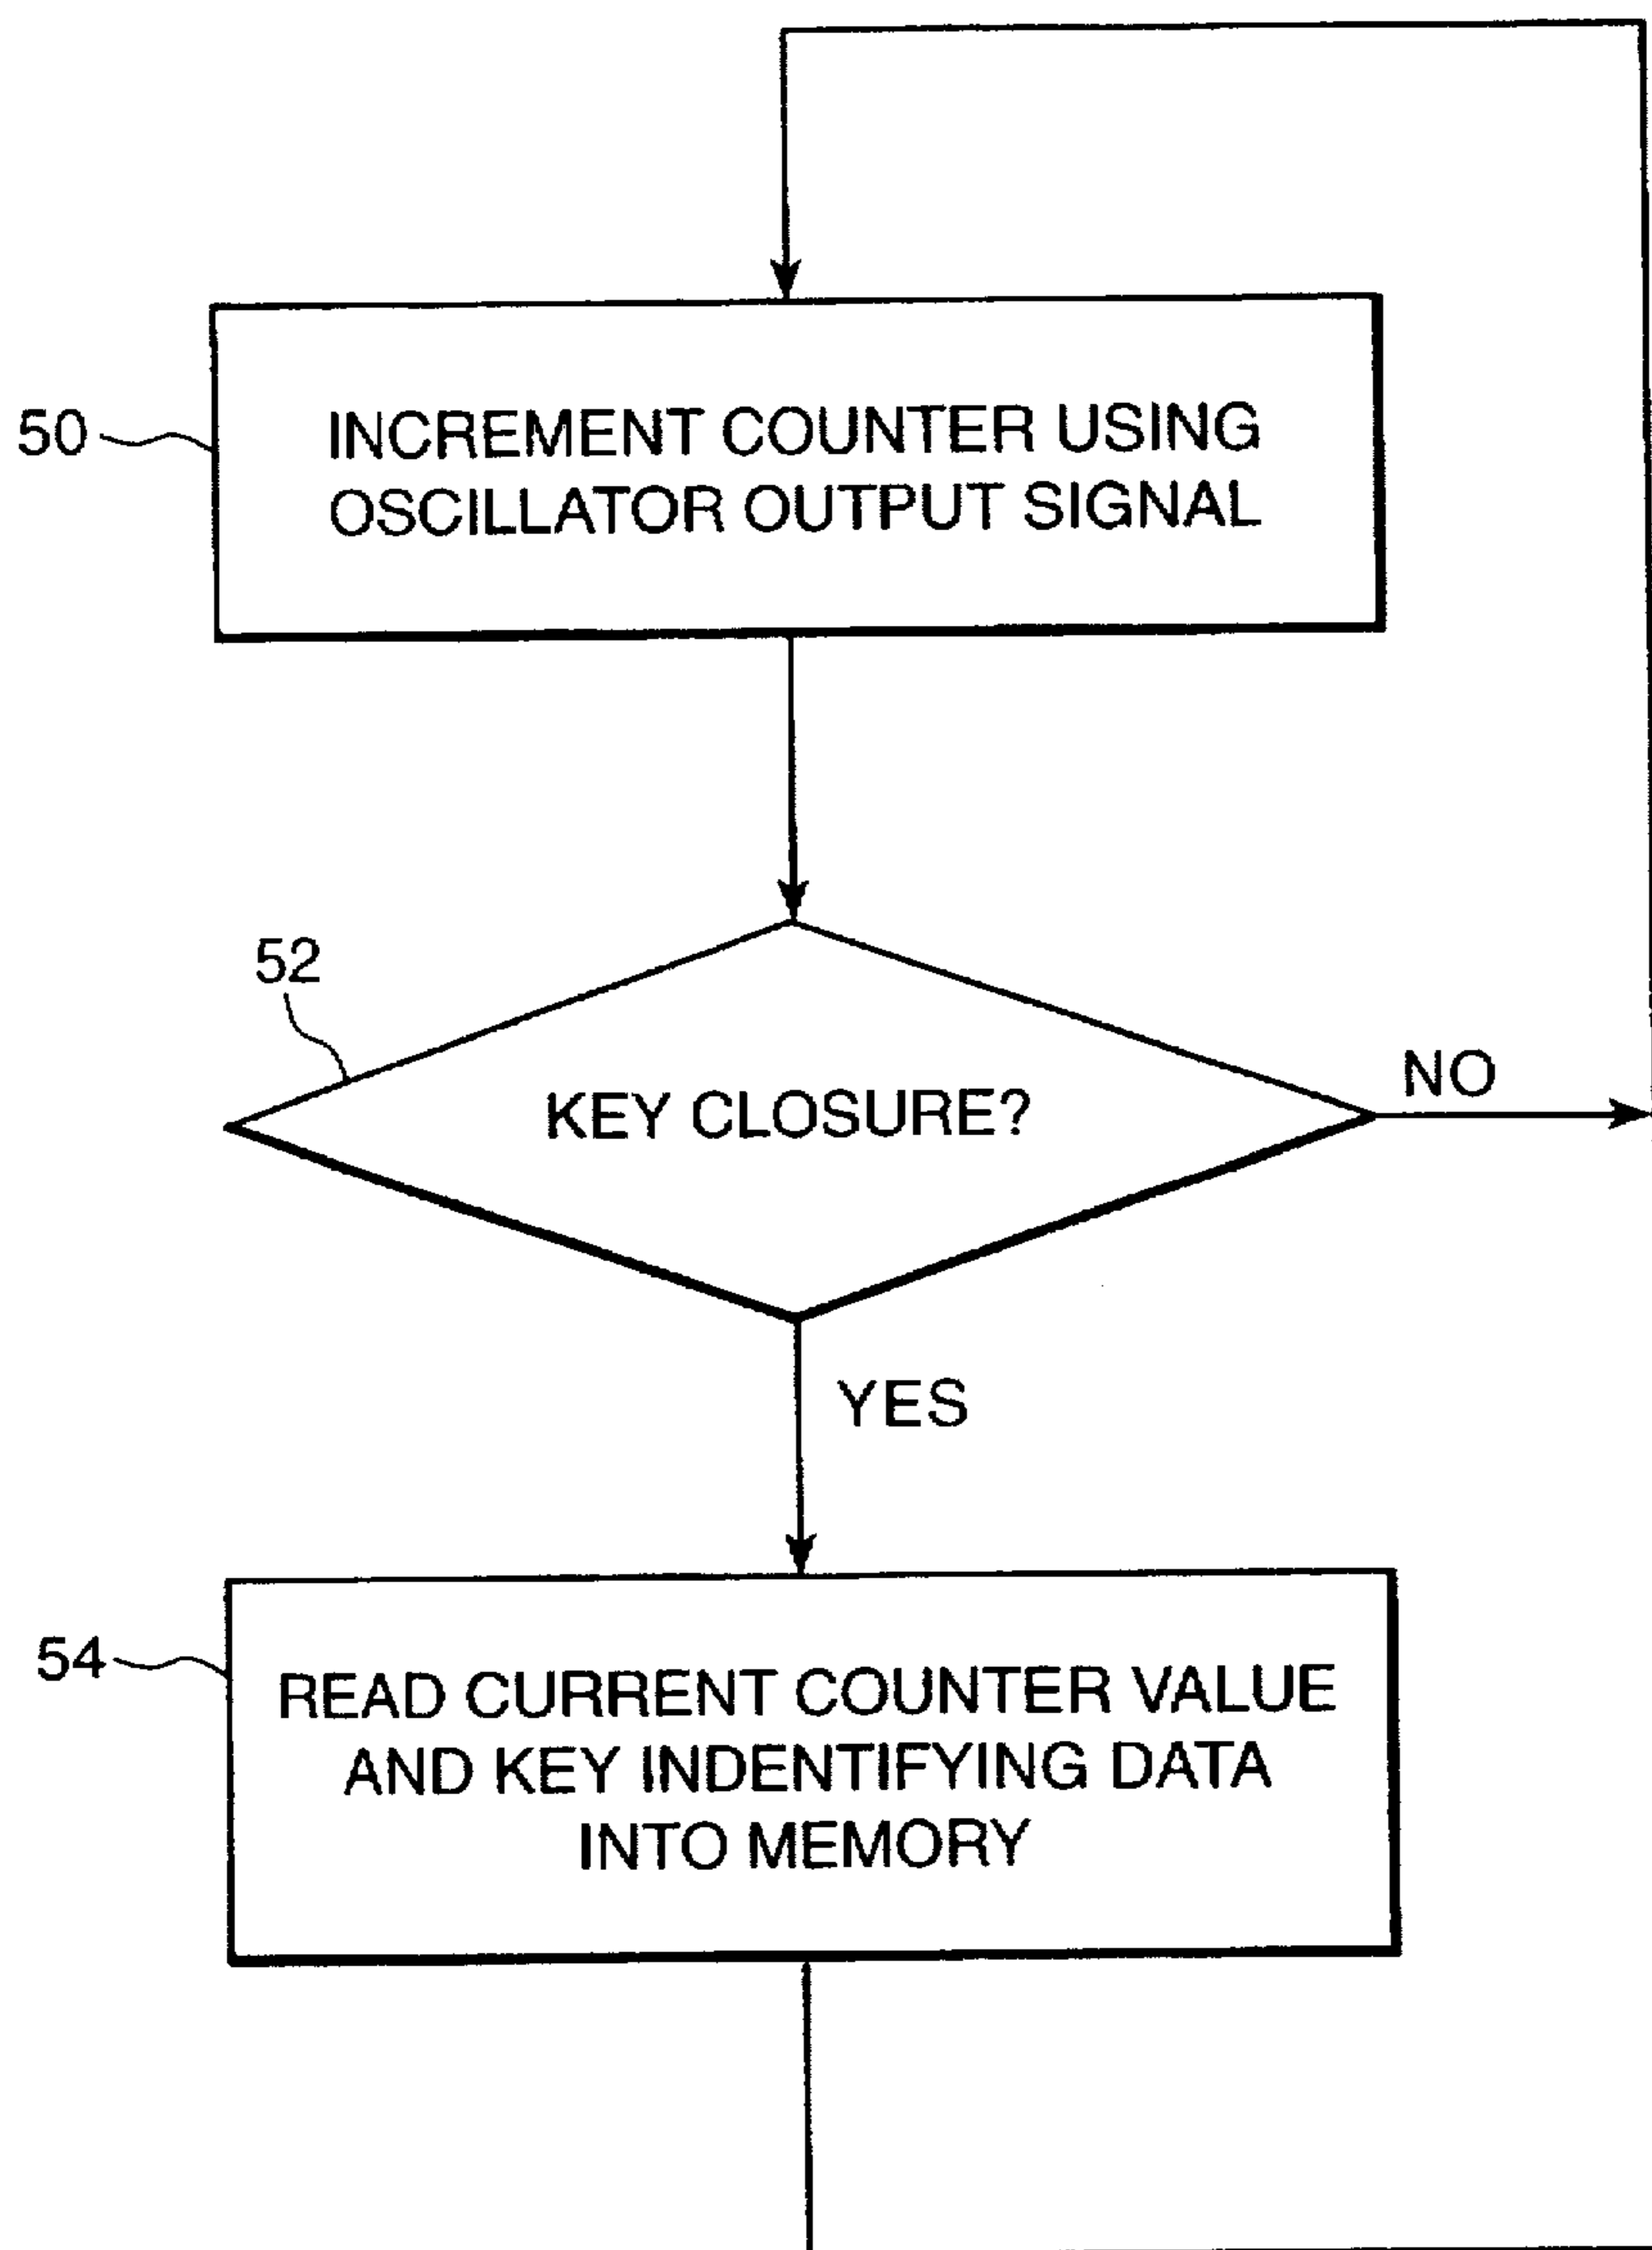 50
INCREMENT COUNTER USING
OSCILLATOR OUTPUT SIGNAL
52
KEY CLOSURE?
NO
YES
54
READ CURRENT COUNTER VALUE
AND KEY INDENTIFYING DATA
INTO MEMORY